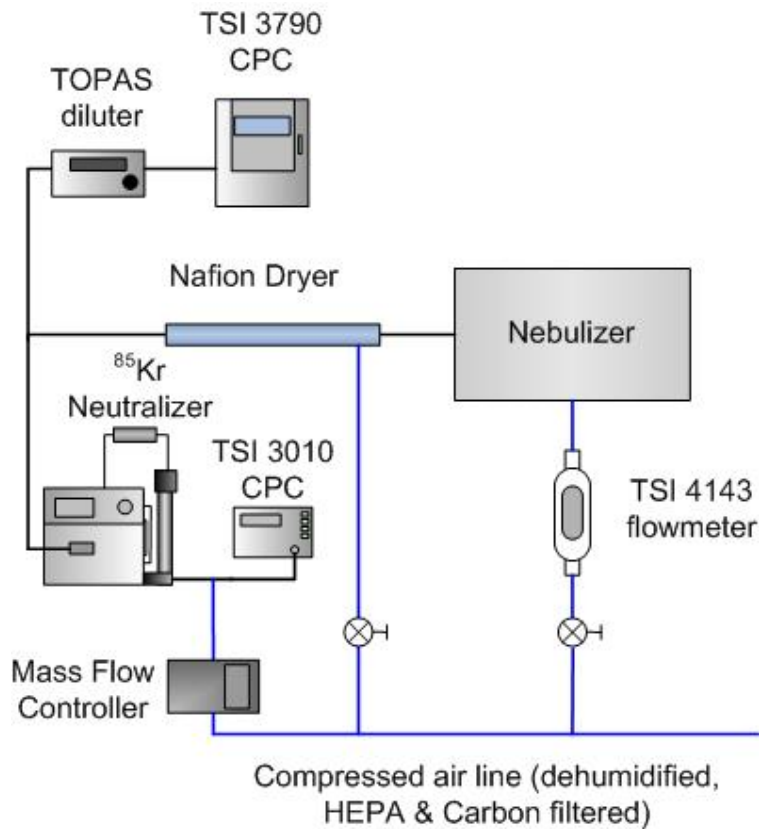 TSI 3790
CPC
TOPAS
diluter
Nafion Dryer
Nebulizer
⁸⁵Kr
Neutralizer
TSI 3010
CPC
TSI 4143
flowmeter
Mass Flow
Controller
Compressed air line (dehumidified,
HEPA & Carbon filtered)